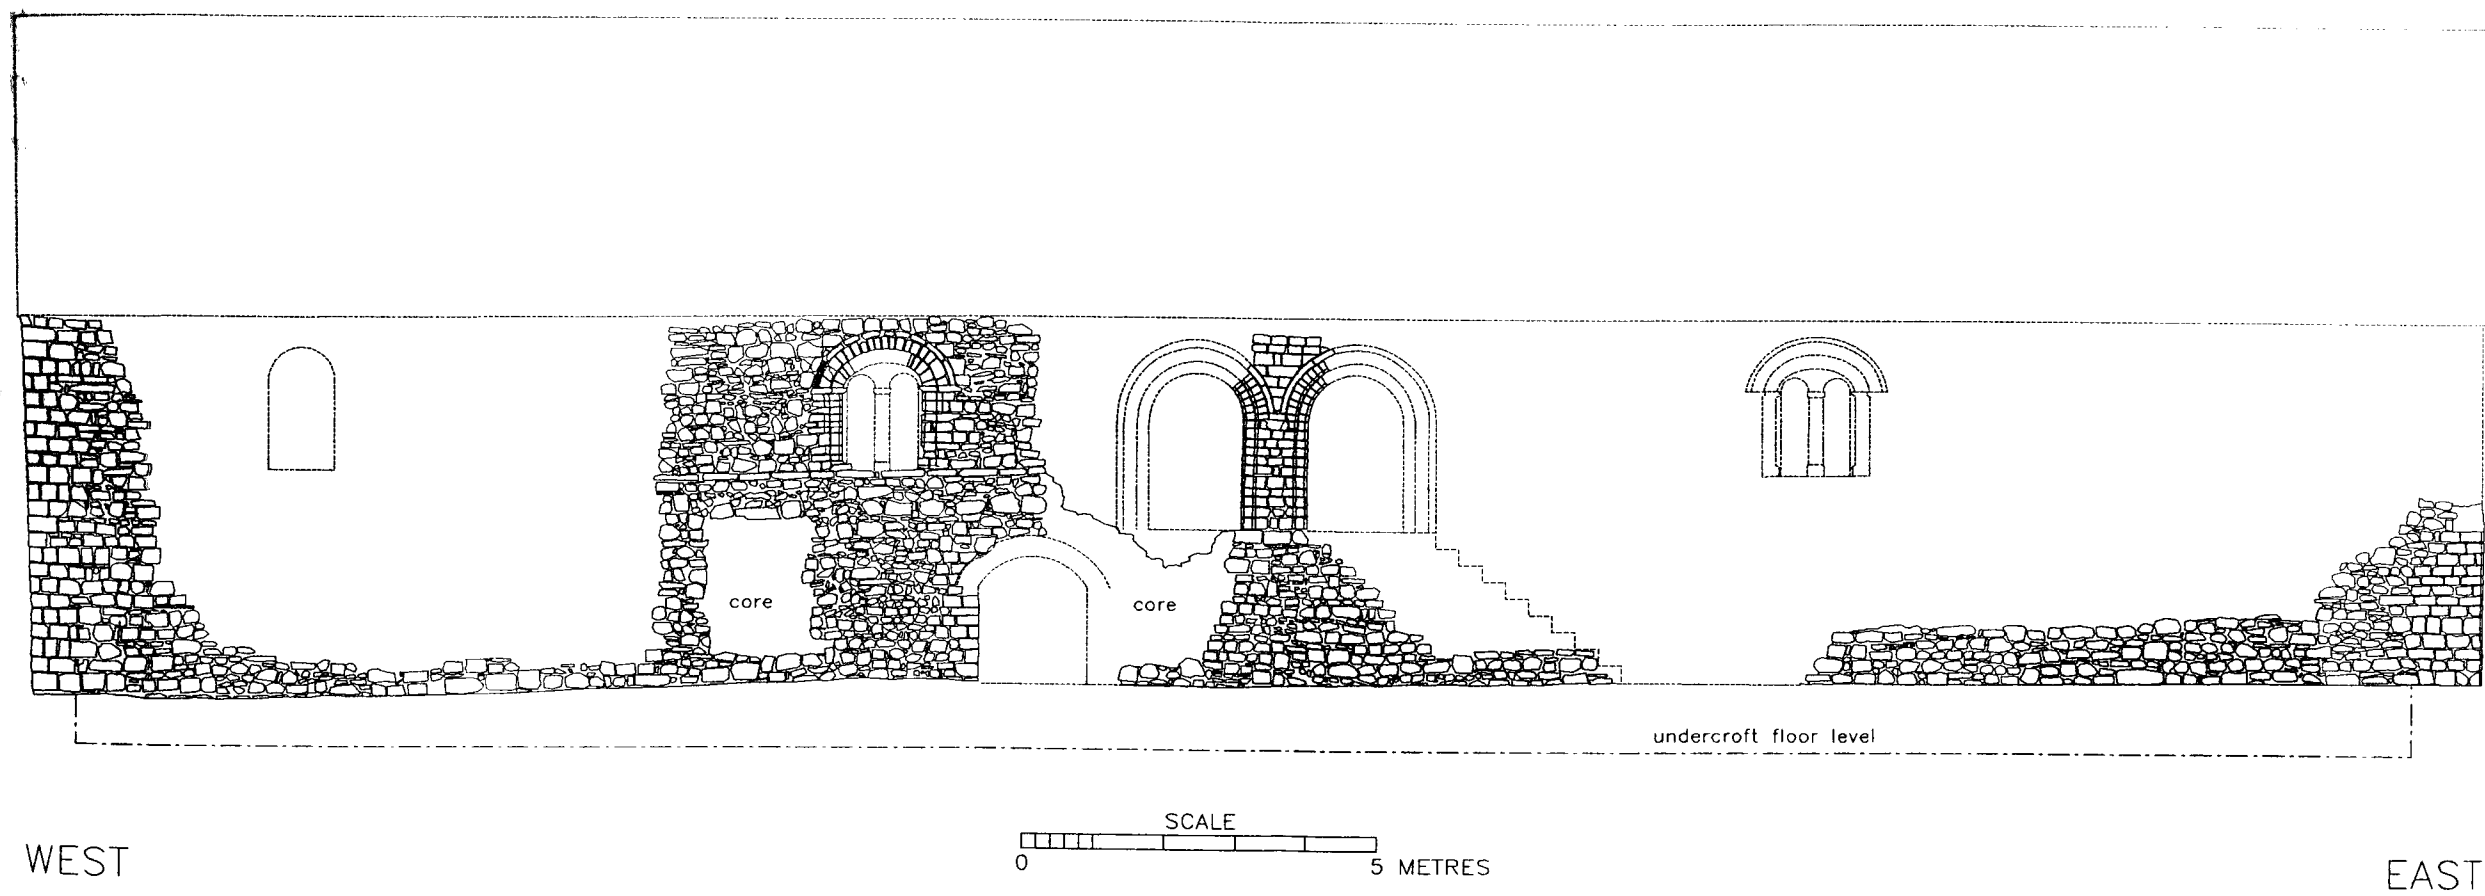 core
core
undercroft floor level
SCALE
0 5 METRES
WEST EAST